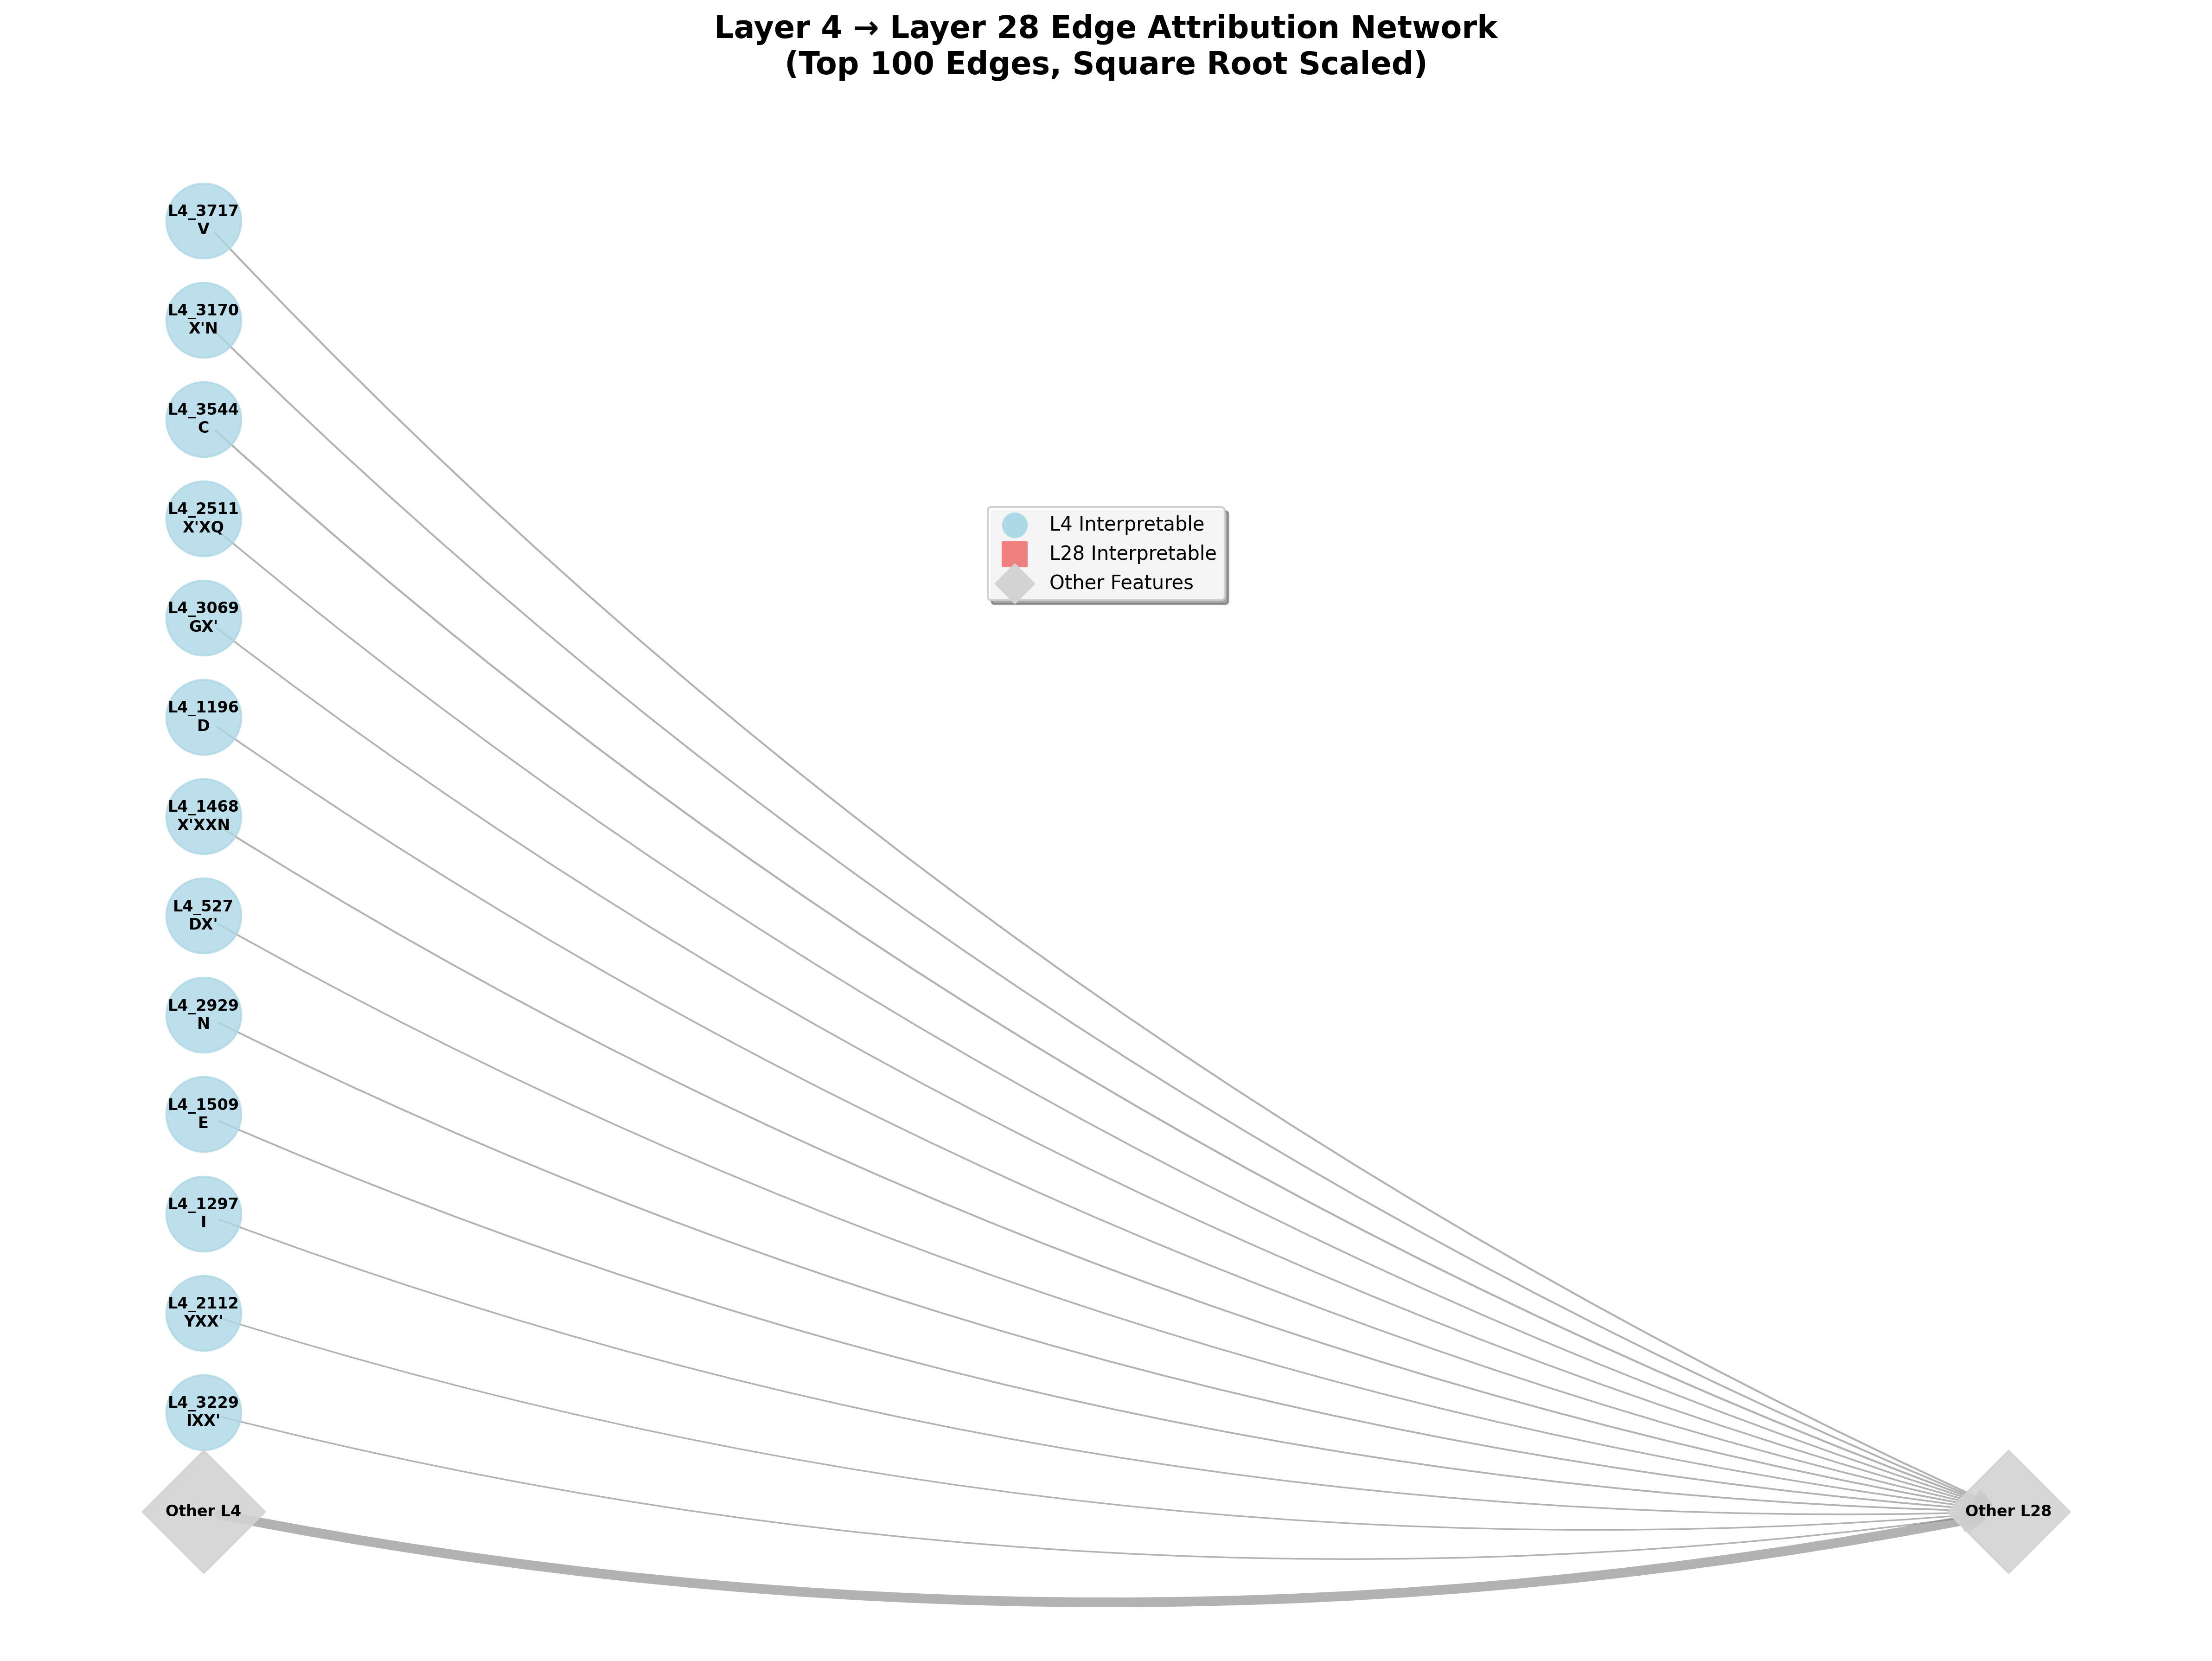 Layer 4 → Layer 28 Edge Attribution Network
(Top 100 Edges, Square Root Scaled)
L4_3717
V
L4_3170
X'N
L4_3544
C
L4_2511
X'XQ
L4_3069
GX'
L4_1196
D
L4_1468
X'XXN
L4_527
DX'
L4_2929
N
L4_1509
E
L4_1297
I
L4_2112
YXX'
L4_3229
IXX'
Other L4
L4 Interpretable
L28 Interpretable
Other Features
Other L28